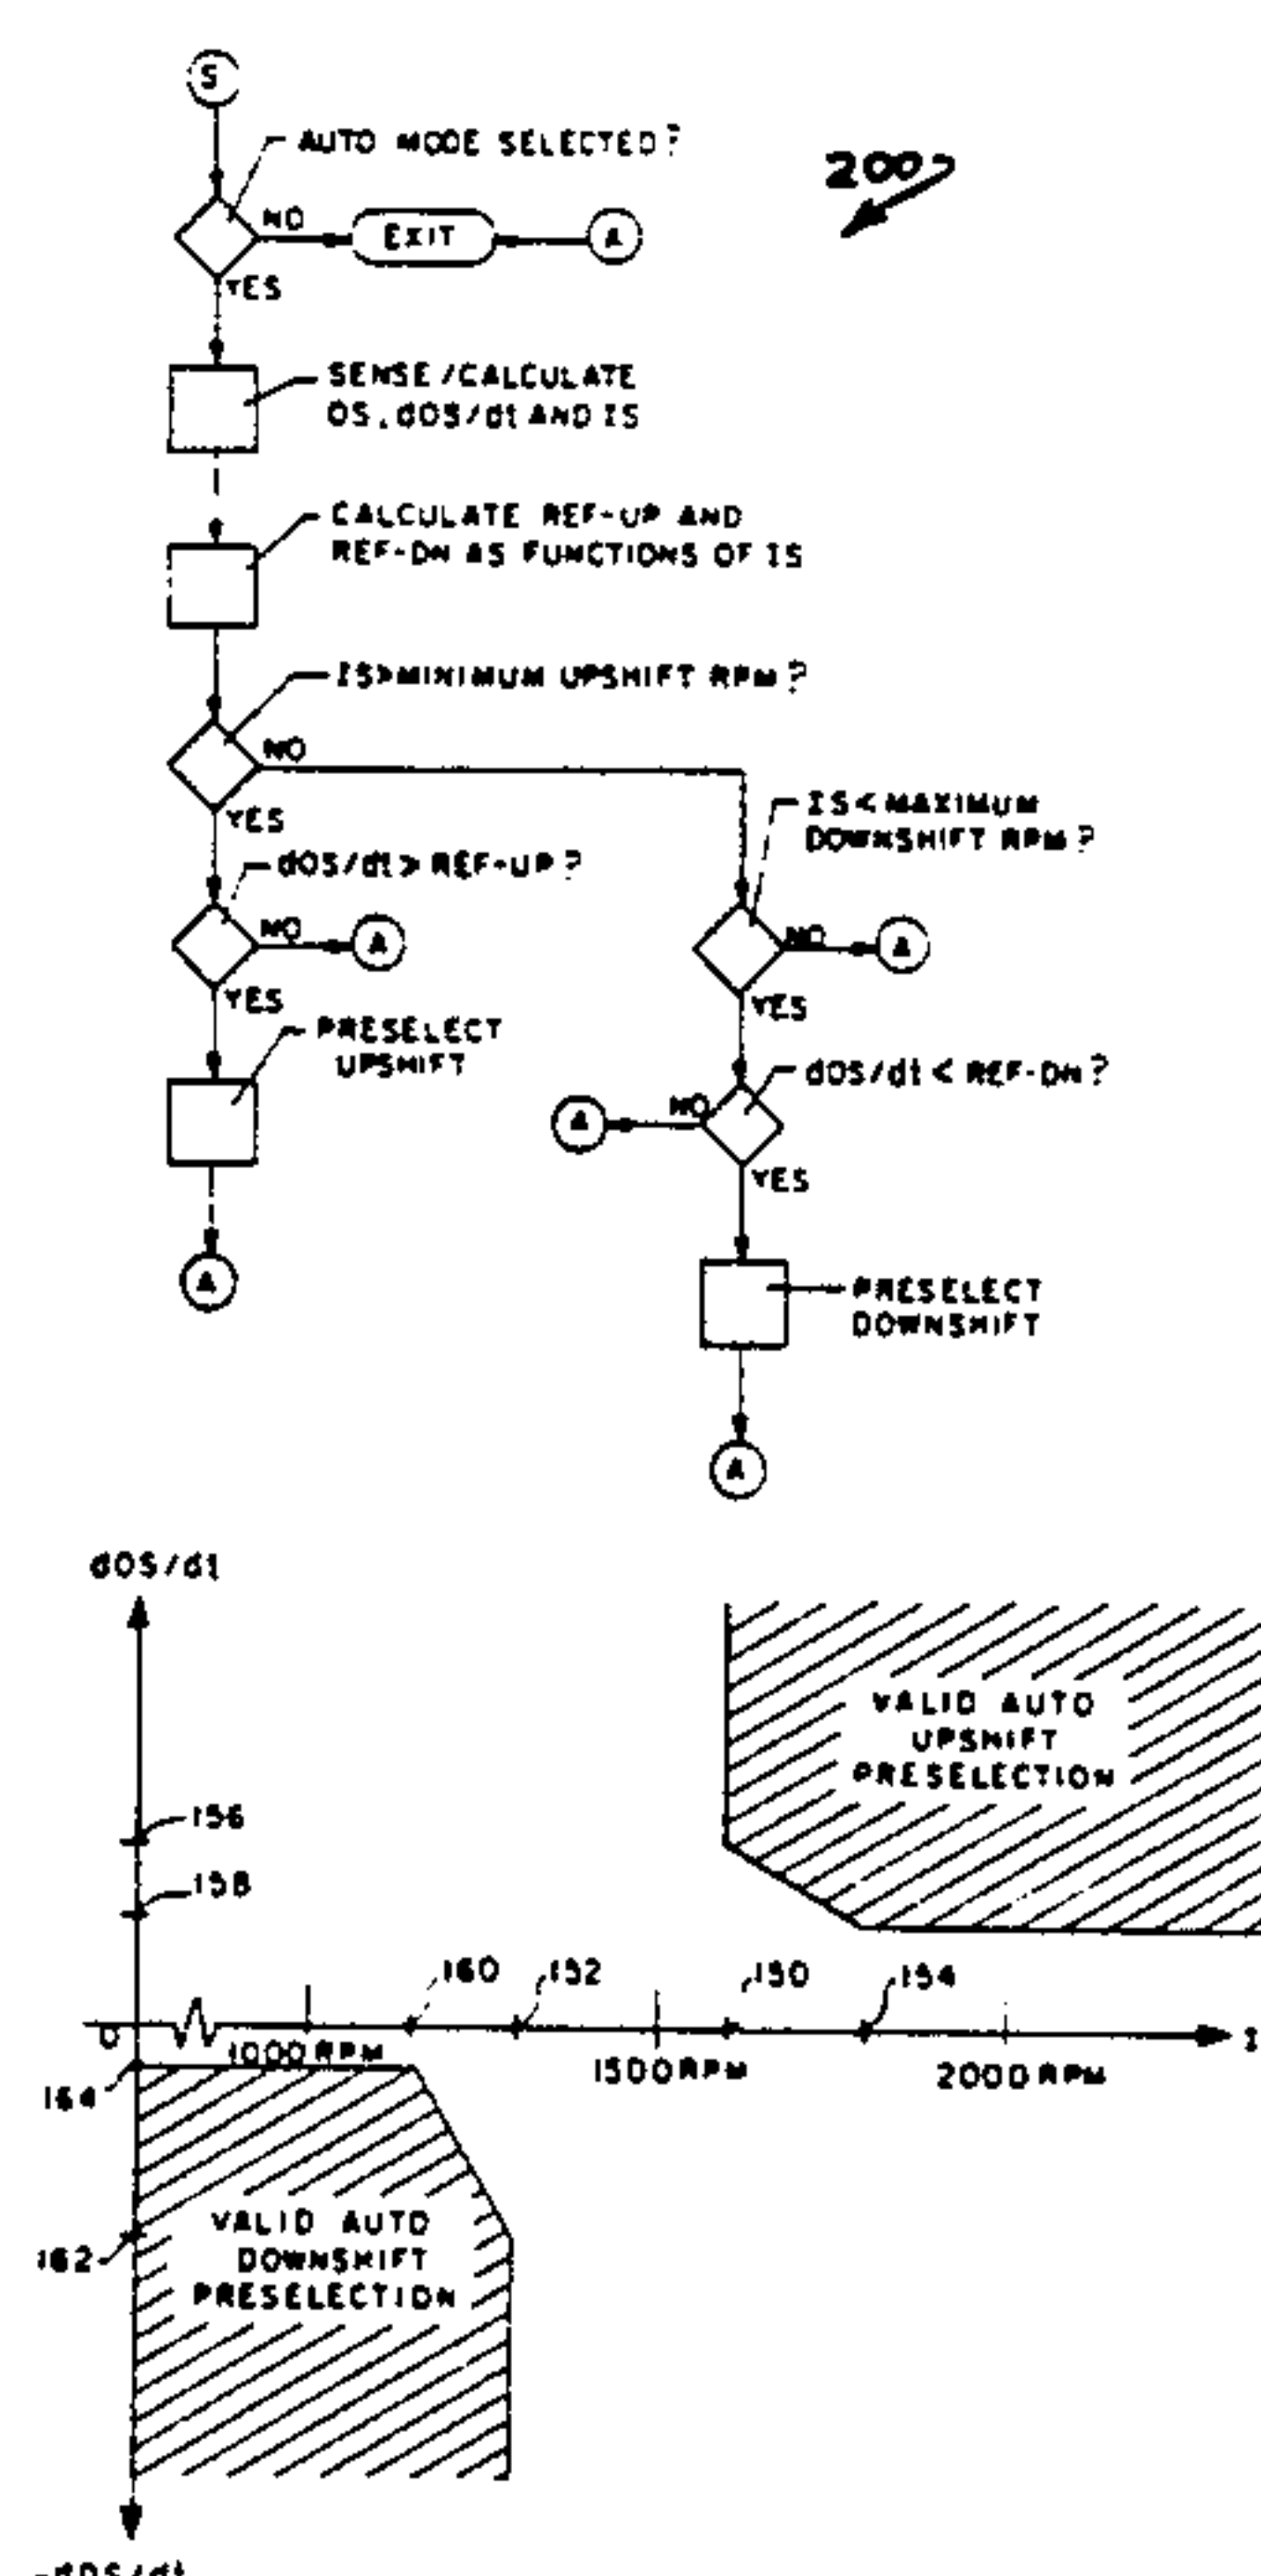 S
AUTO MODE SELECTED?
200
NO
EXIT
A
YES
SENSE/CALCULATE
OS, dOS/dt AND IS
CALCULATE REF-UP AND
REF-DN AS FUNCTIONS OF IS
IS>MINIMUM UPSHIFT RPM?
NO
YES
IS<MAXIMUM
DOWNSHIFT RPM?
dOS/dt > REF-UP?
NO
A
NO
A
YES
YES
PRESELECT
UPSHIFT
dOS/dt < REF-DN?
A
NO
YES
A
PRESELECT
DOWNSHIFT
A
dOS/dt
VALID AUTO
UPSHIFT
PRESELECTION
156
158
160
152
150
154
0
1000 RPM
1500 RPM
2000 RPM
I
164
162
VALID AUTO
DOWNSHIFT
PRESELECTION
-dOS/dt